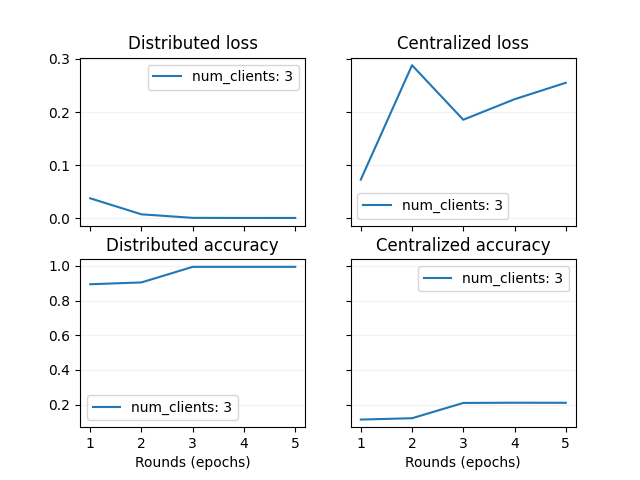 Distributed loss
Centralized loss
0.3
0.2
0.1
0.0
num_clients: 3
num_clients: 3
Distributed accuracy
Centralized accuracy
1.0
0.8
0.6
0.4
0.2
num_clients: 3
num_clients: 3
1 2 3 4 5
1 2 3 4 5
Rounds (epochs)
Rounds (epochs)